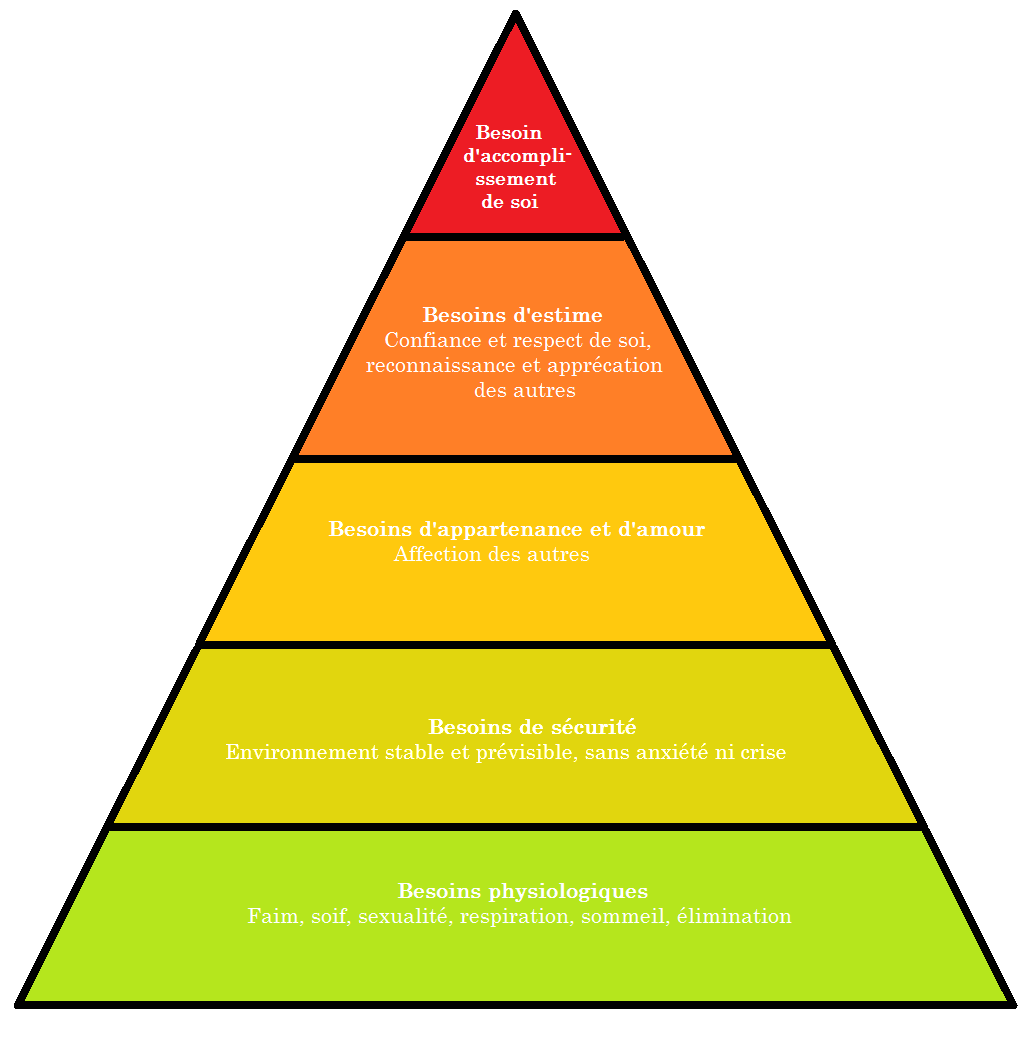 Besoin
d'accompli-
ssement
de soi
Besoins d'estime
Confiance et respect de soi,
reconnaissance et apprécation
des autres
Besoins d'appartenance et d'amour
Affection des autres
Besoins de sécurité
Environnement stable et prévisible, sans anxiété ni crise
Besoins physiologiques
Faim, soif, sexualité, respiration, sommeil, élimination